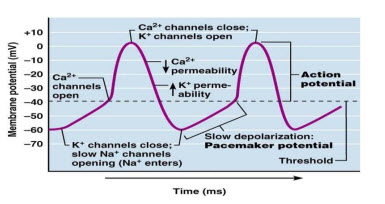 Ca²⁺ channels close;
K⁺ channels open
+10
0
−10
−20
−30
−40
−50
−60
−70
Membrane potential (mV)
Ca²⁺
channels
open
↓ Ca²⁺
permeability
↑ K⁺ perme-
ability
Action
potential
K⁺ channels close;
slow Na⁺ channels
opening (Na⁺ enters)
Slow depolarization:
Pacemaker potential
Threshold
Time (ms)